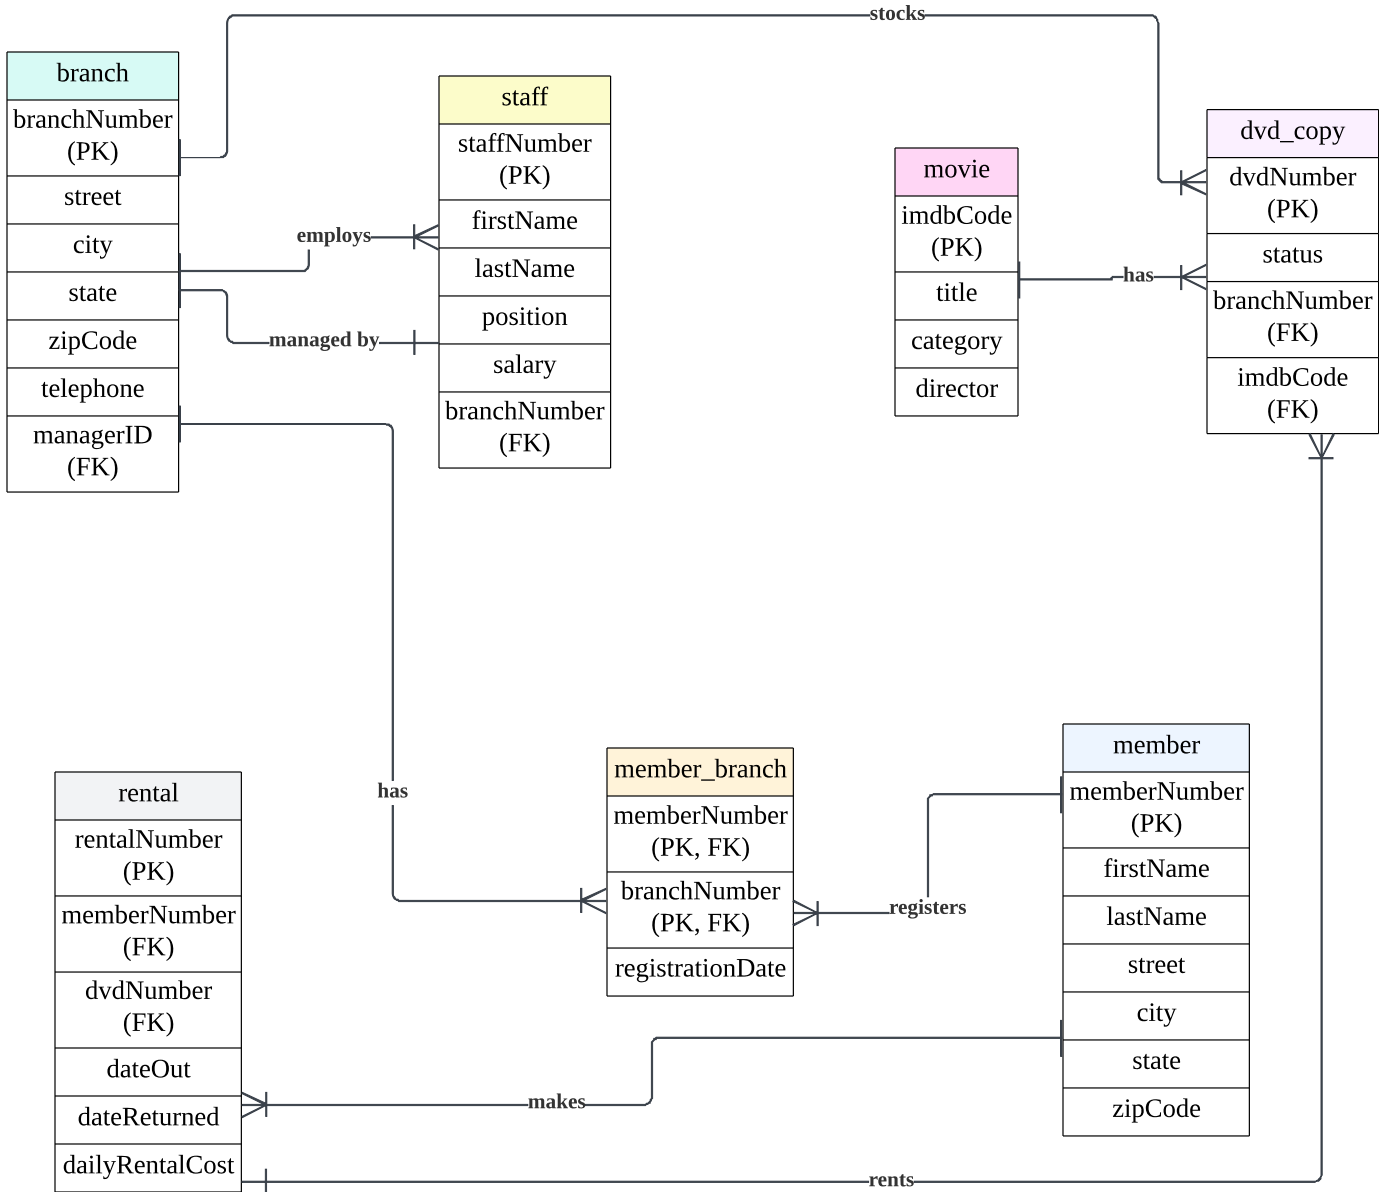 stocks
branch
branchNumber
(PK)
street
city
state
zipCode
telephone
managerID
(FK)
employs
managed by
staff
staffNumber
(PK)
firstName
lastName
position
salary
branchNumber
(FK)
movie
imdbCode
(PK)
title
category
director
has
dvd_copy
dvdNumber
(PK)
status
branchNumber
(FK)
imdbCode
(FK)
has
rental
rentalNumber
(PK)
memberNumber
(FK)
dvdNumber
(FK)
dateOut
dateReturned
dailyRentalCost
member_branch
memberNumber
(PK, FK)
branchNumber
(PK, FK)
registrationDate
registers
member
memberNumber
(PK)
firstName
lastName
street
city
state
zipCode
makes
rents